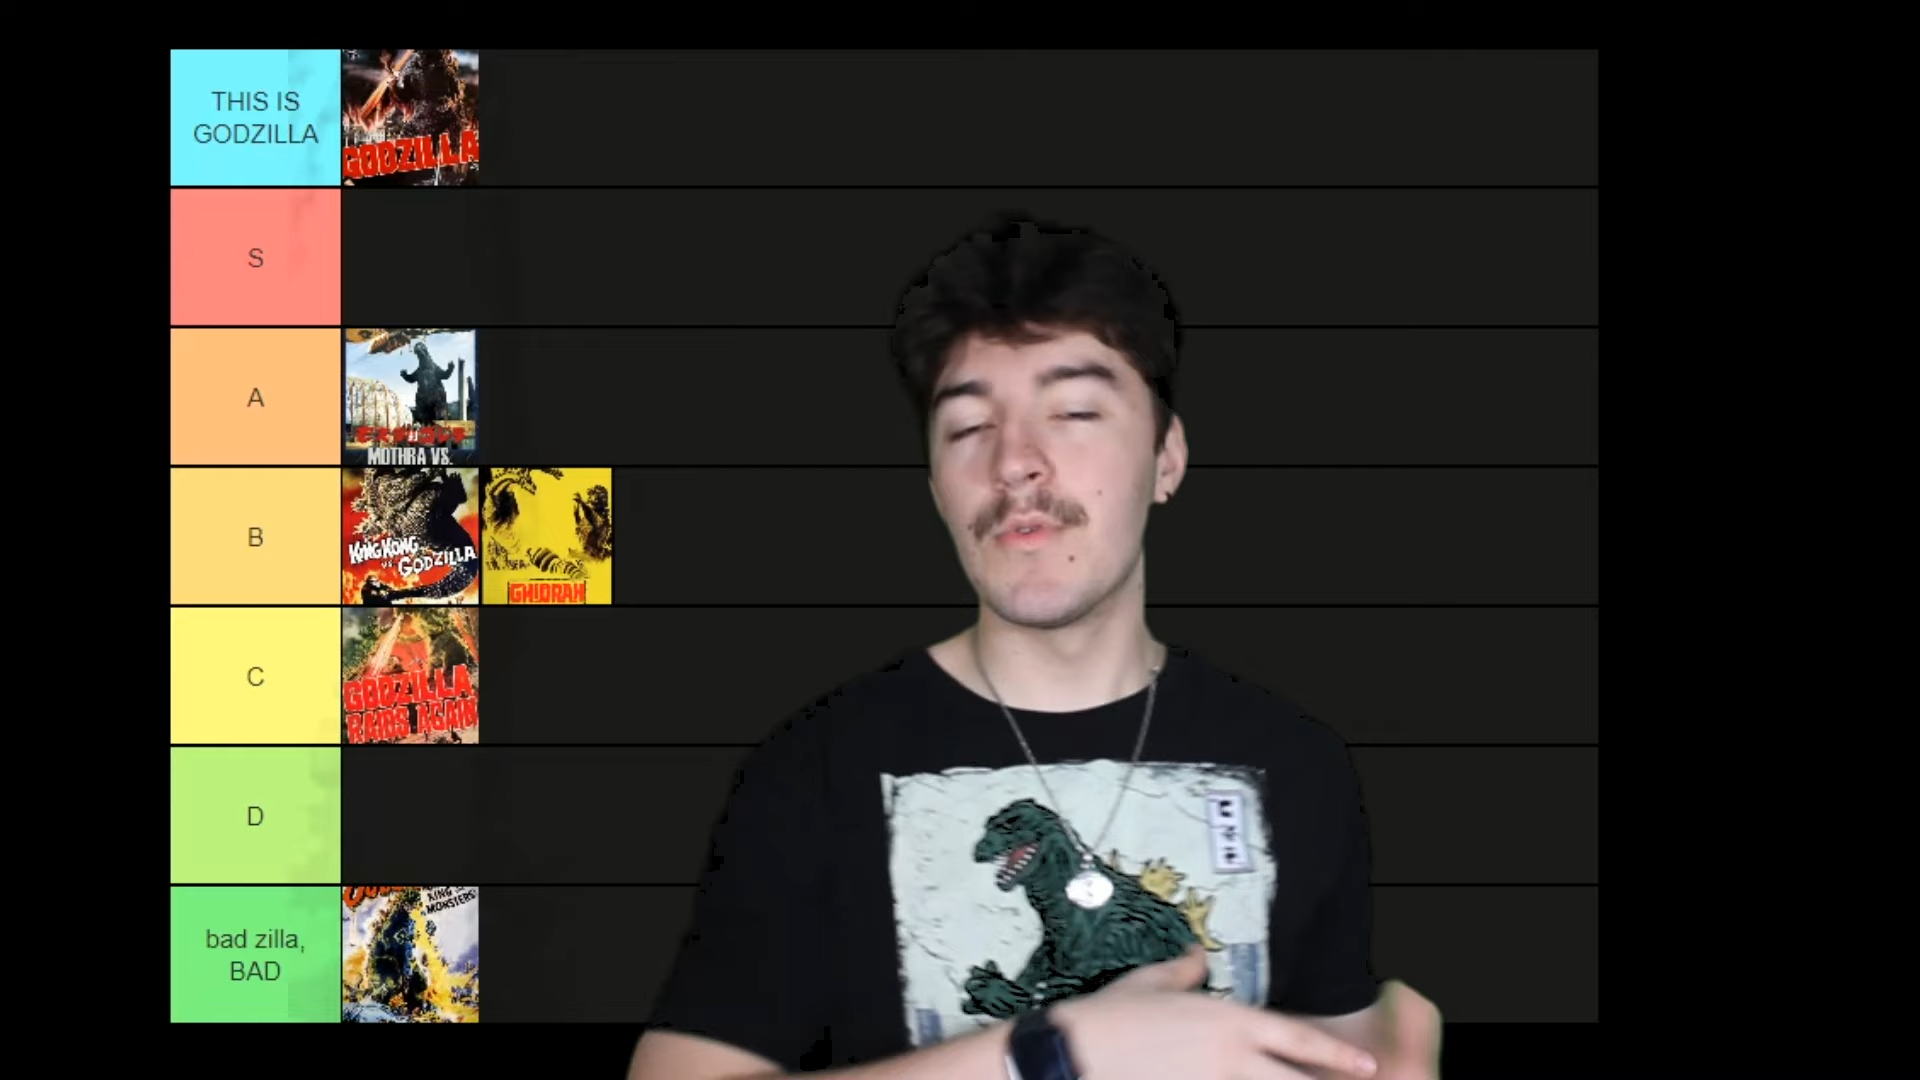 THIS IS
GODZILLA
GODZILLA
S
A
MOTHRA VS.
B
KING KONG
VS GODZILLA
GHIDRAH
C
GODZILLA
RAIDS AGAIN
D
bad zilla,
BAD
KING OF
MONSTERS